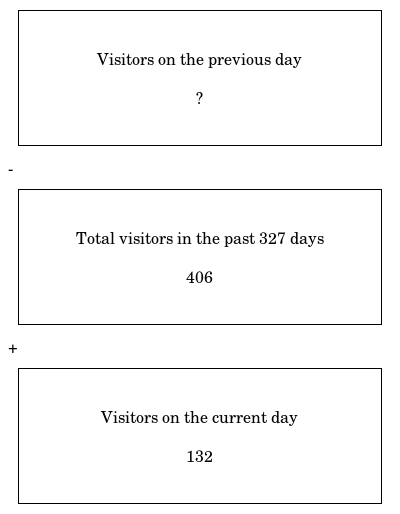 Visitors on the previous day
?
-
Total visitors in the past 327 days
406
+
Visitors on the current day
132